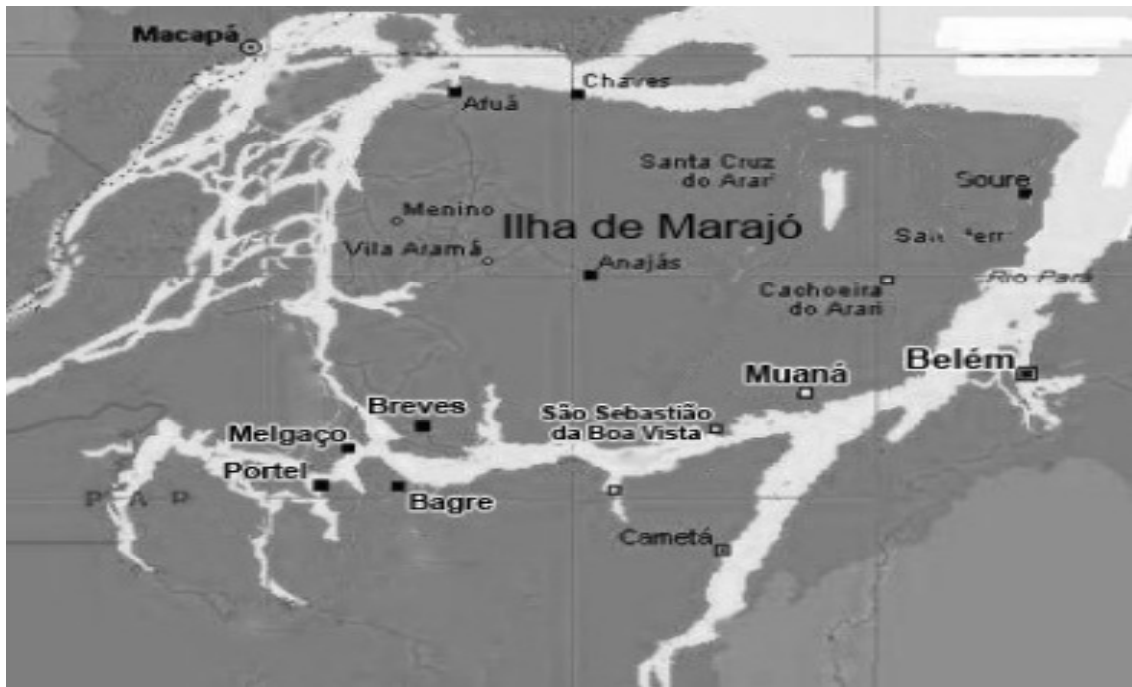 Macapá
Chaves
Afuá
Santa Cruz
do Arari
Soure
Menino
Ilha de Marajó
Vila Aramá
Anajás
Rio Pará
Cachoeira
do Arari
Belém
Muaná
Breves
São Sebastião
da Boa Vista
Melgaço
Portel
P A R
Bagre
Cametá